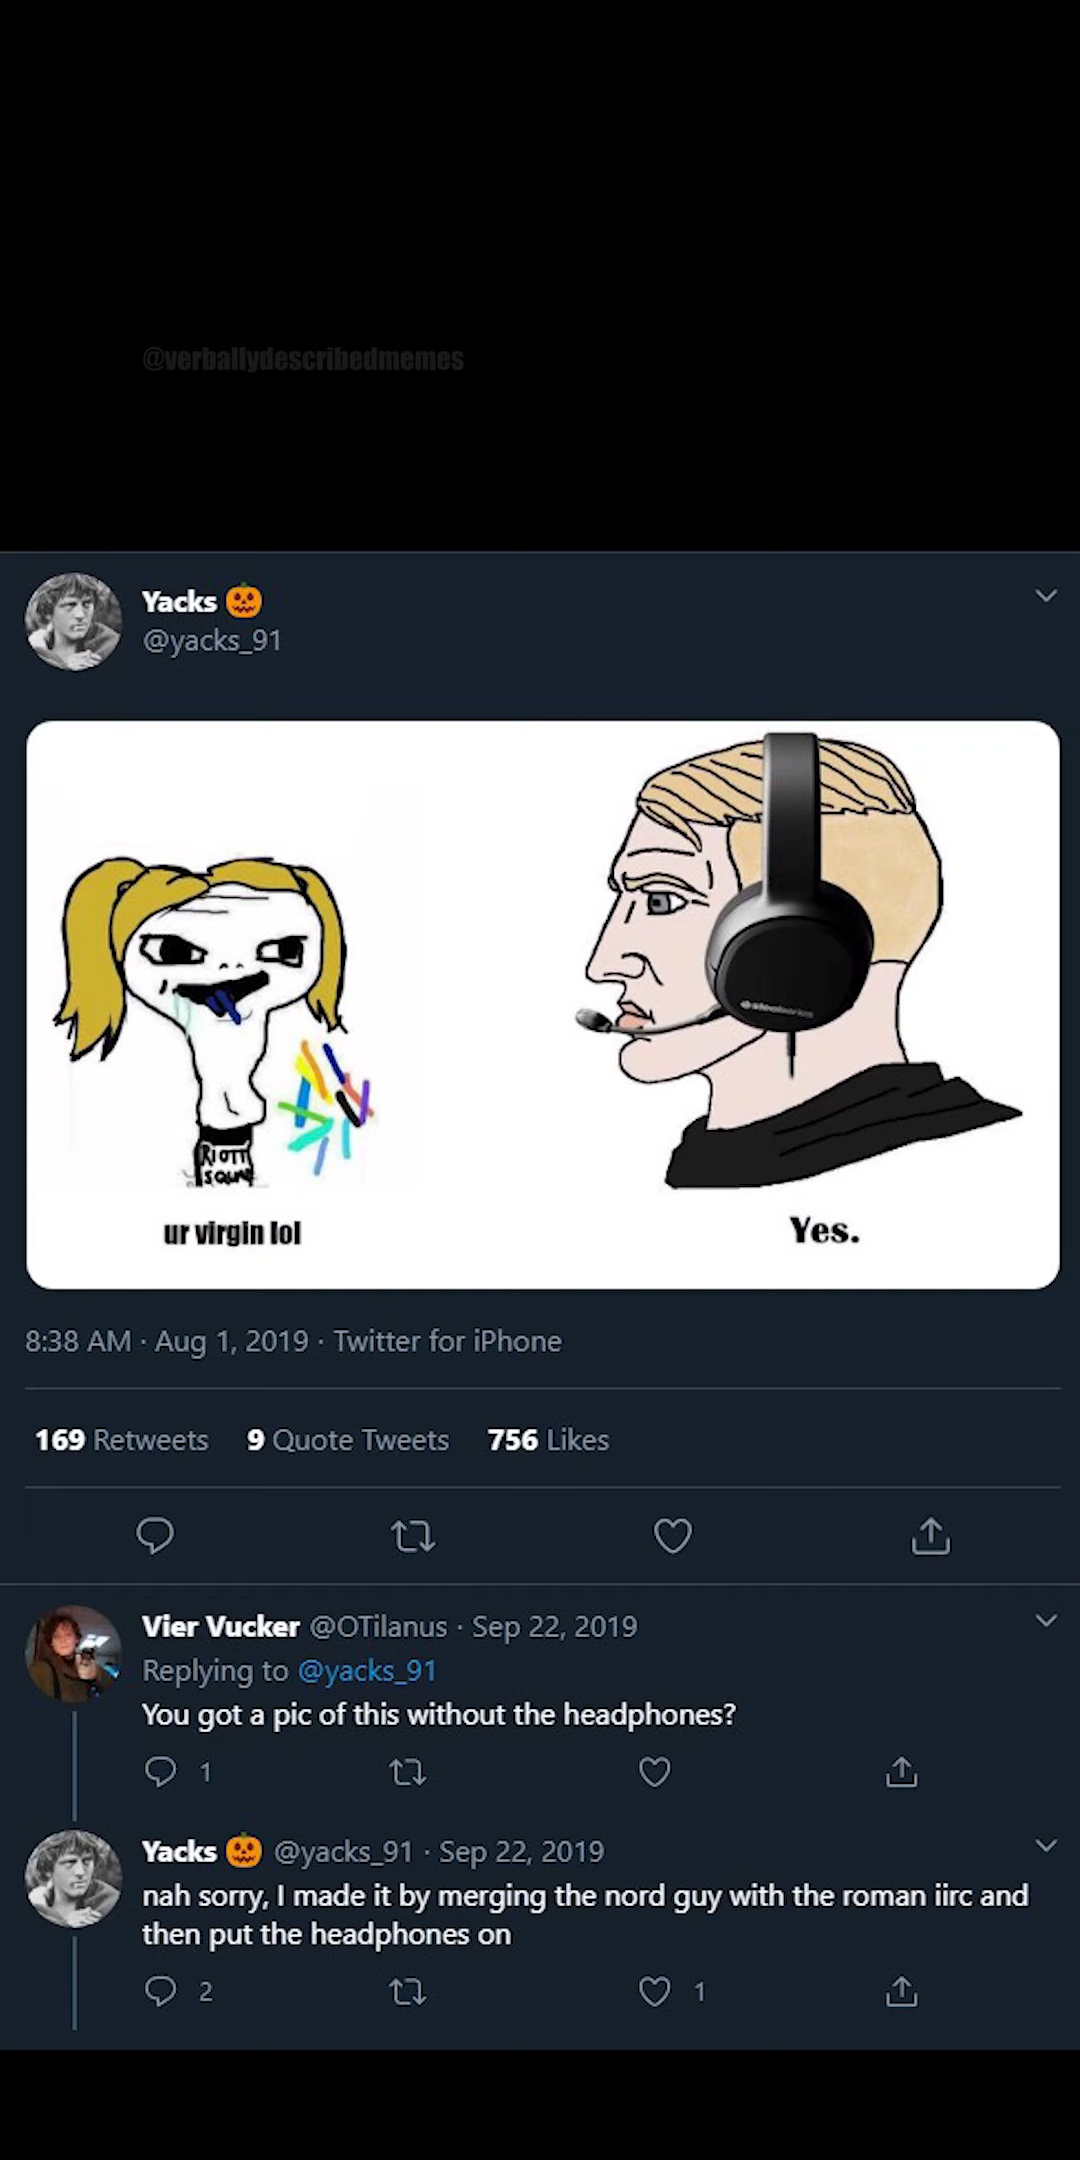 @verballydescribedmemes
Yacks 🎃
@yacks_91
RIOTT
SQUAD
ur virgin lol
Yes.
8:38 AM · Aug 1, 2019 · Twitter for iPhone
169 Retweets 9 Quote Tweets 756 Likes
Vier Vucker @OTilanus · Sep 22, 2019
Replying to @yacks_91
You got a pic of this without the headphones?
1
Yacks 🎃 @yacks_91 · Sep 22, 2019
nah sorry, I made it by merging the nord guy with the roman iirc and
then put the headphones on
2 1